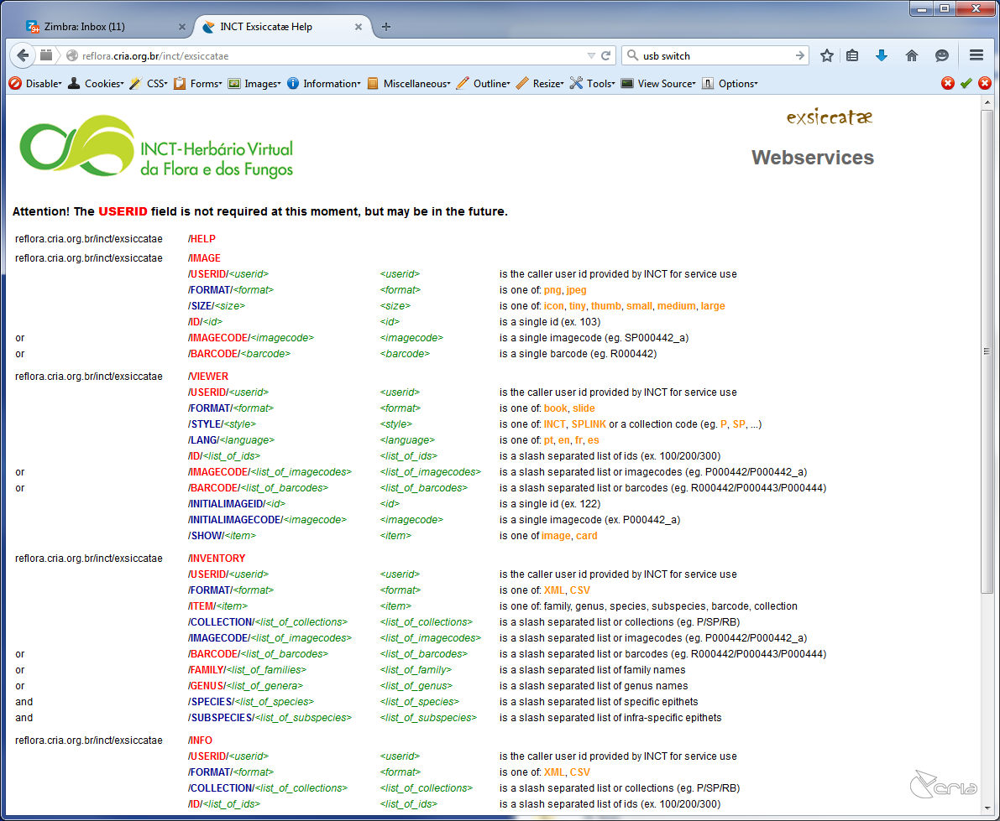 Zimbra: Inbox (11)
INCT Exsiccatæ Help
reflora.cria.org.br/inct/exsiccatae
usb switch
Disable
Cookies
CSS
Forms
Images
Information
Miscellaneous
Outline
Resize
Tools
View Source
Options
exsiccatæ
INCT-Herbário Virtual
da Flora e dos Fungos
Webservices
Attention! The USERID field is not required at this moment, but may be in the future.
reflora.cria.org.br/inct/exsiccatae /HELP
reflora.cria.org.br/inct/exsiccatae /IMAGE
/USERID/<userid> <userid> is the caller user id provided by INCT for service use
/FORMAT/<format> <format> is one of: png, jpeg
/SIZE/<size> <size> is one of: icon, tiny, thumb, small, medium, large
/ID/<id> <id> is a single id (ex. 103)
or /IMAGECODE/<imagecode> <imagecode> is a single imagecode (eg. SP000442_a)
or /BARCODE/<barcode> <barcode> is a single barcode (eg. R000442)
reflora.cria.org.br/inct/exsiccatae /VIEWER
/USERID/<userid> <userid> is the caller user id provided by INCT for service use
/FORMAT/<format> <format> is one of: book, slide
/STYLE/<style> <style> is one of: INCT, SPLINK or a collection code (eg. P, SP, ...)
/LANG/<language> <language> is one of: pt, en, fr, es
/ID/<list_of_ids> <list_of_ids> is a slash separated list of ids (ex. 100/200/300)
or /IMAGECODE/<list_of_imagecodes> <list_of_imagecodes> is a slash separated list or imagecodes (eg. P000442/P000442_a)
or /BARCODE/<list_of_barcodes> <list_of_barcodes> is a slash separated list or barcodes (eg. R000442/P000443/P000444)
/INITIALIMAGEID/<id> <id> is a single id (ex. 122)
/INITIALIMAGECODE/<imagecode> <imagecode> is a single imagecode (ex. P000442_a)
/SHOW/<item> <item> is one of image, card
reflora.cria.org.br/inct/exsiccatae /INVENTORY
/USERID/<userid> <userid> is the caller user id provided by INCT for service use
/FORMAT/<format> <format> is one of: XML, CSV
/ITEM/<item> <item> is one of: family, genus, species, subspecies, barcode, collection
/COLLECTION/<list_of_collections> <list_of_collections> is a slash separated list or collections (eg. P/SP/RB)
/IMAGECODE/<list_of_imagecodes> <list_of_imagecodes> is a slash separated list or imagecodes (eg. P000442/P000442_a)
or /BARCODE/<list_of_barcodes> <list_of_barcodes> is a slash separated list or barcodes (eg. R000442/P000443/P000444)
or /FAMILY/<list_of_families> <list_of_family> is a slash separated list of family names
or /GENUS/<list_of_genera> <list_of_genus> is a slash separated list of genus names
and /SPECIES/<list_of_species> <list_of_species> is a slash separated list of specific epithets
and /SUBSPECIES/<list_of_subspecies> <list_of_subspecies> is a slash separated list of infra-specific epithets
reflora.cria.org.br/inct/exsiccatae /INFO
/USERID/<userid> <userid> is the caller user id provided by INCT for service use
/FORMAT/<format> <format> is one of: XML, CSV
/COLLECTION/<list_of_collections> <list_of_collections> is a slash separated list or collections (eg. P/SP/RB)
/ID/<list_of_ids> <list_of_ids> is a slash separated list of ids (ex. 100/200/300)
cria